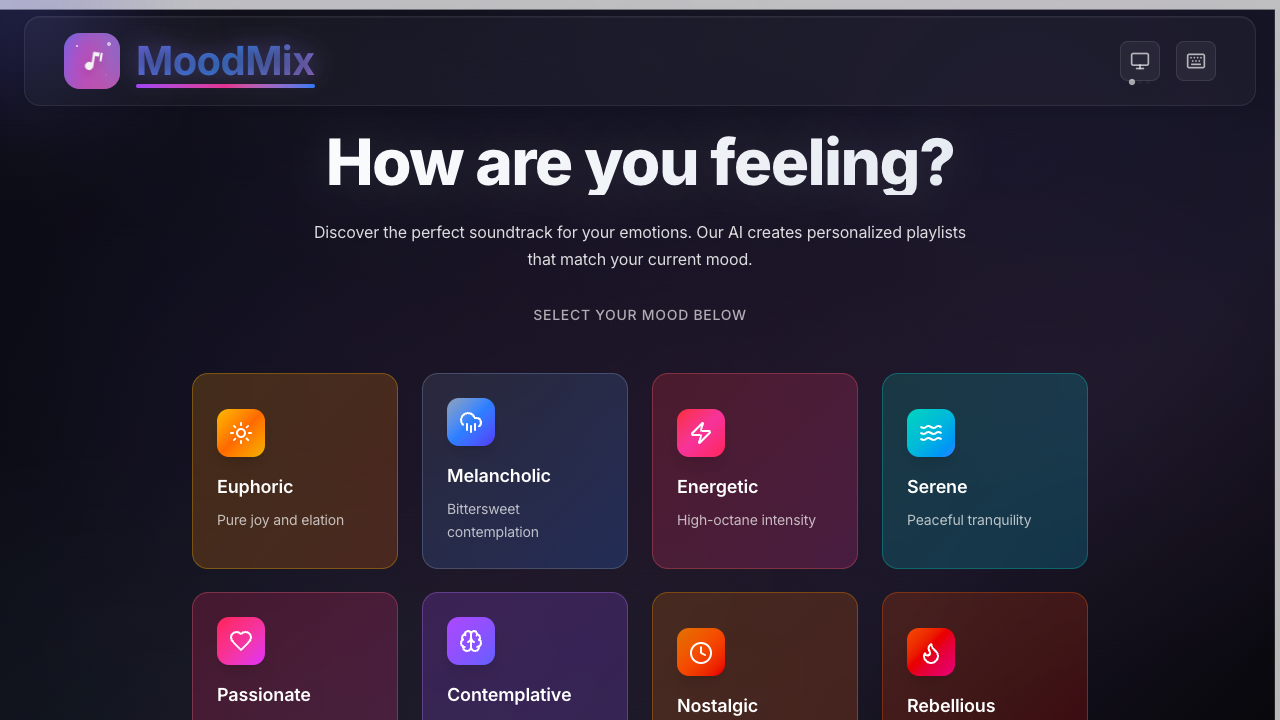 MoodMix
How are you feeling?
Discover the perfect soundtrack for your emotions. Our AI creates personalized playlists
that match your current mood.
SELECT YOUR MOOD BELOW
Euphoric
Pure joy and elation
Melancholic
Bittersweet
contemplation
Energetic
High-octane intensity
Serene
Peaceful tranquility
Passionate
Contemplative
Nostalgic
Rebellious